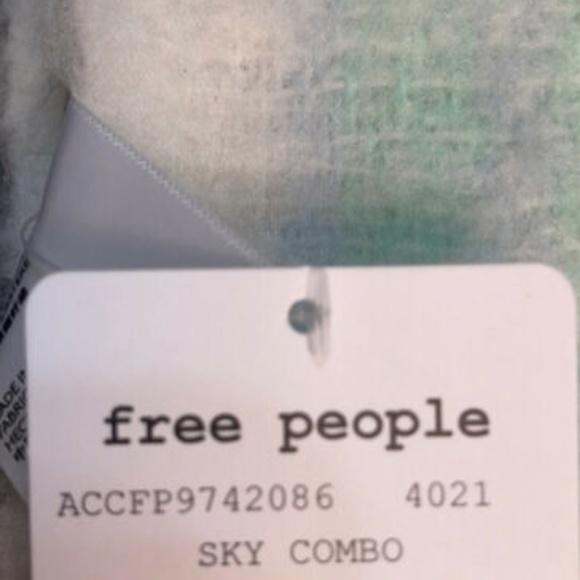 free people
ACCFP9742086 4021
SKY COMBO